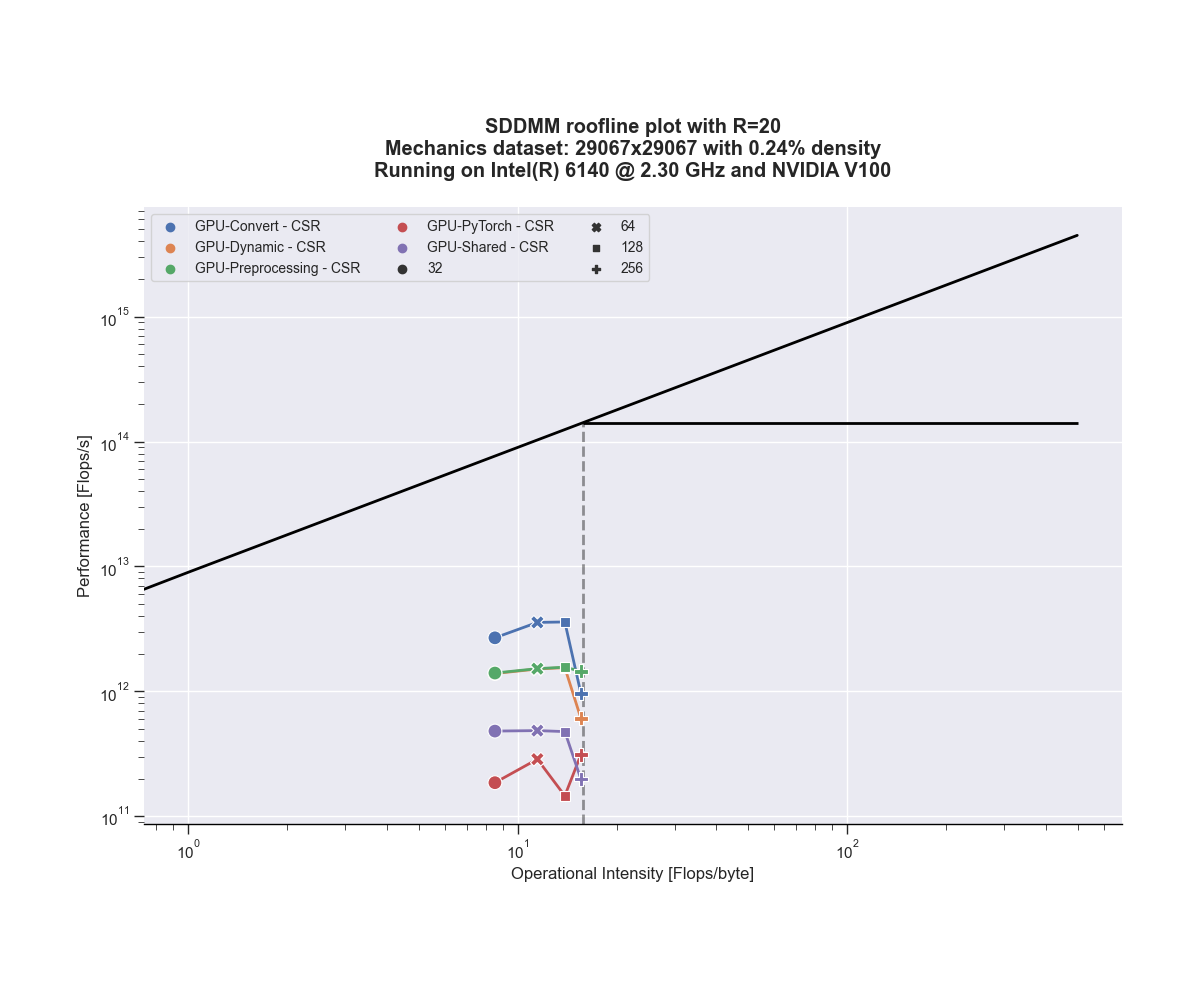 SDDMM roofline plot with R=20
Mechanics dataset: 29067x29067 with 0.24% density
Running on Intel(R) 6140 @ 2.30 GHz and NVIDIA V100
GPU-Convert - CSR
GPU-Dynamic - CSR
GPU-Preprocessing - CSR
GPU-PyTorch - CSR
GPU-Shared - CSR
32
64
128
256
Performance [Flops/s]
10^15
10^14
10^13
10^12
10^11
10^0
10^1
10^2
Operational Intensity [Flops/byte]